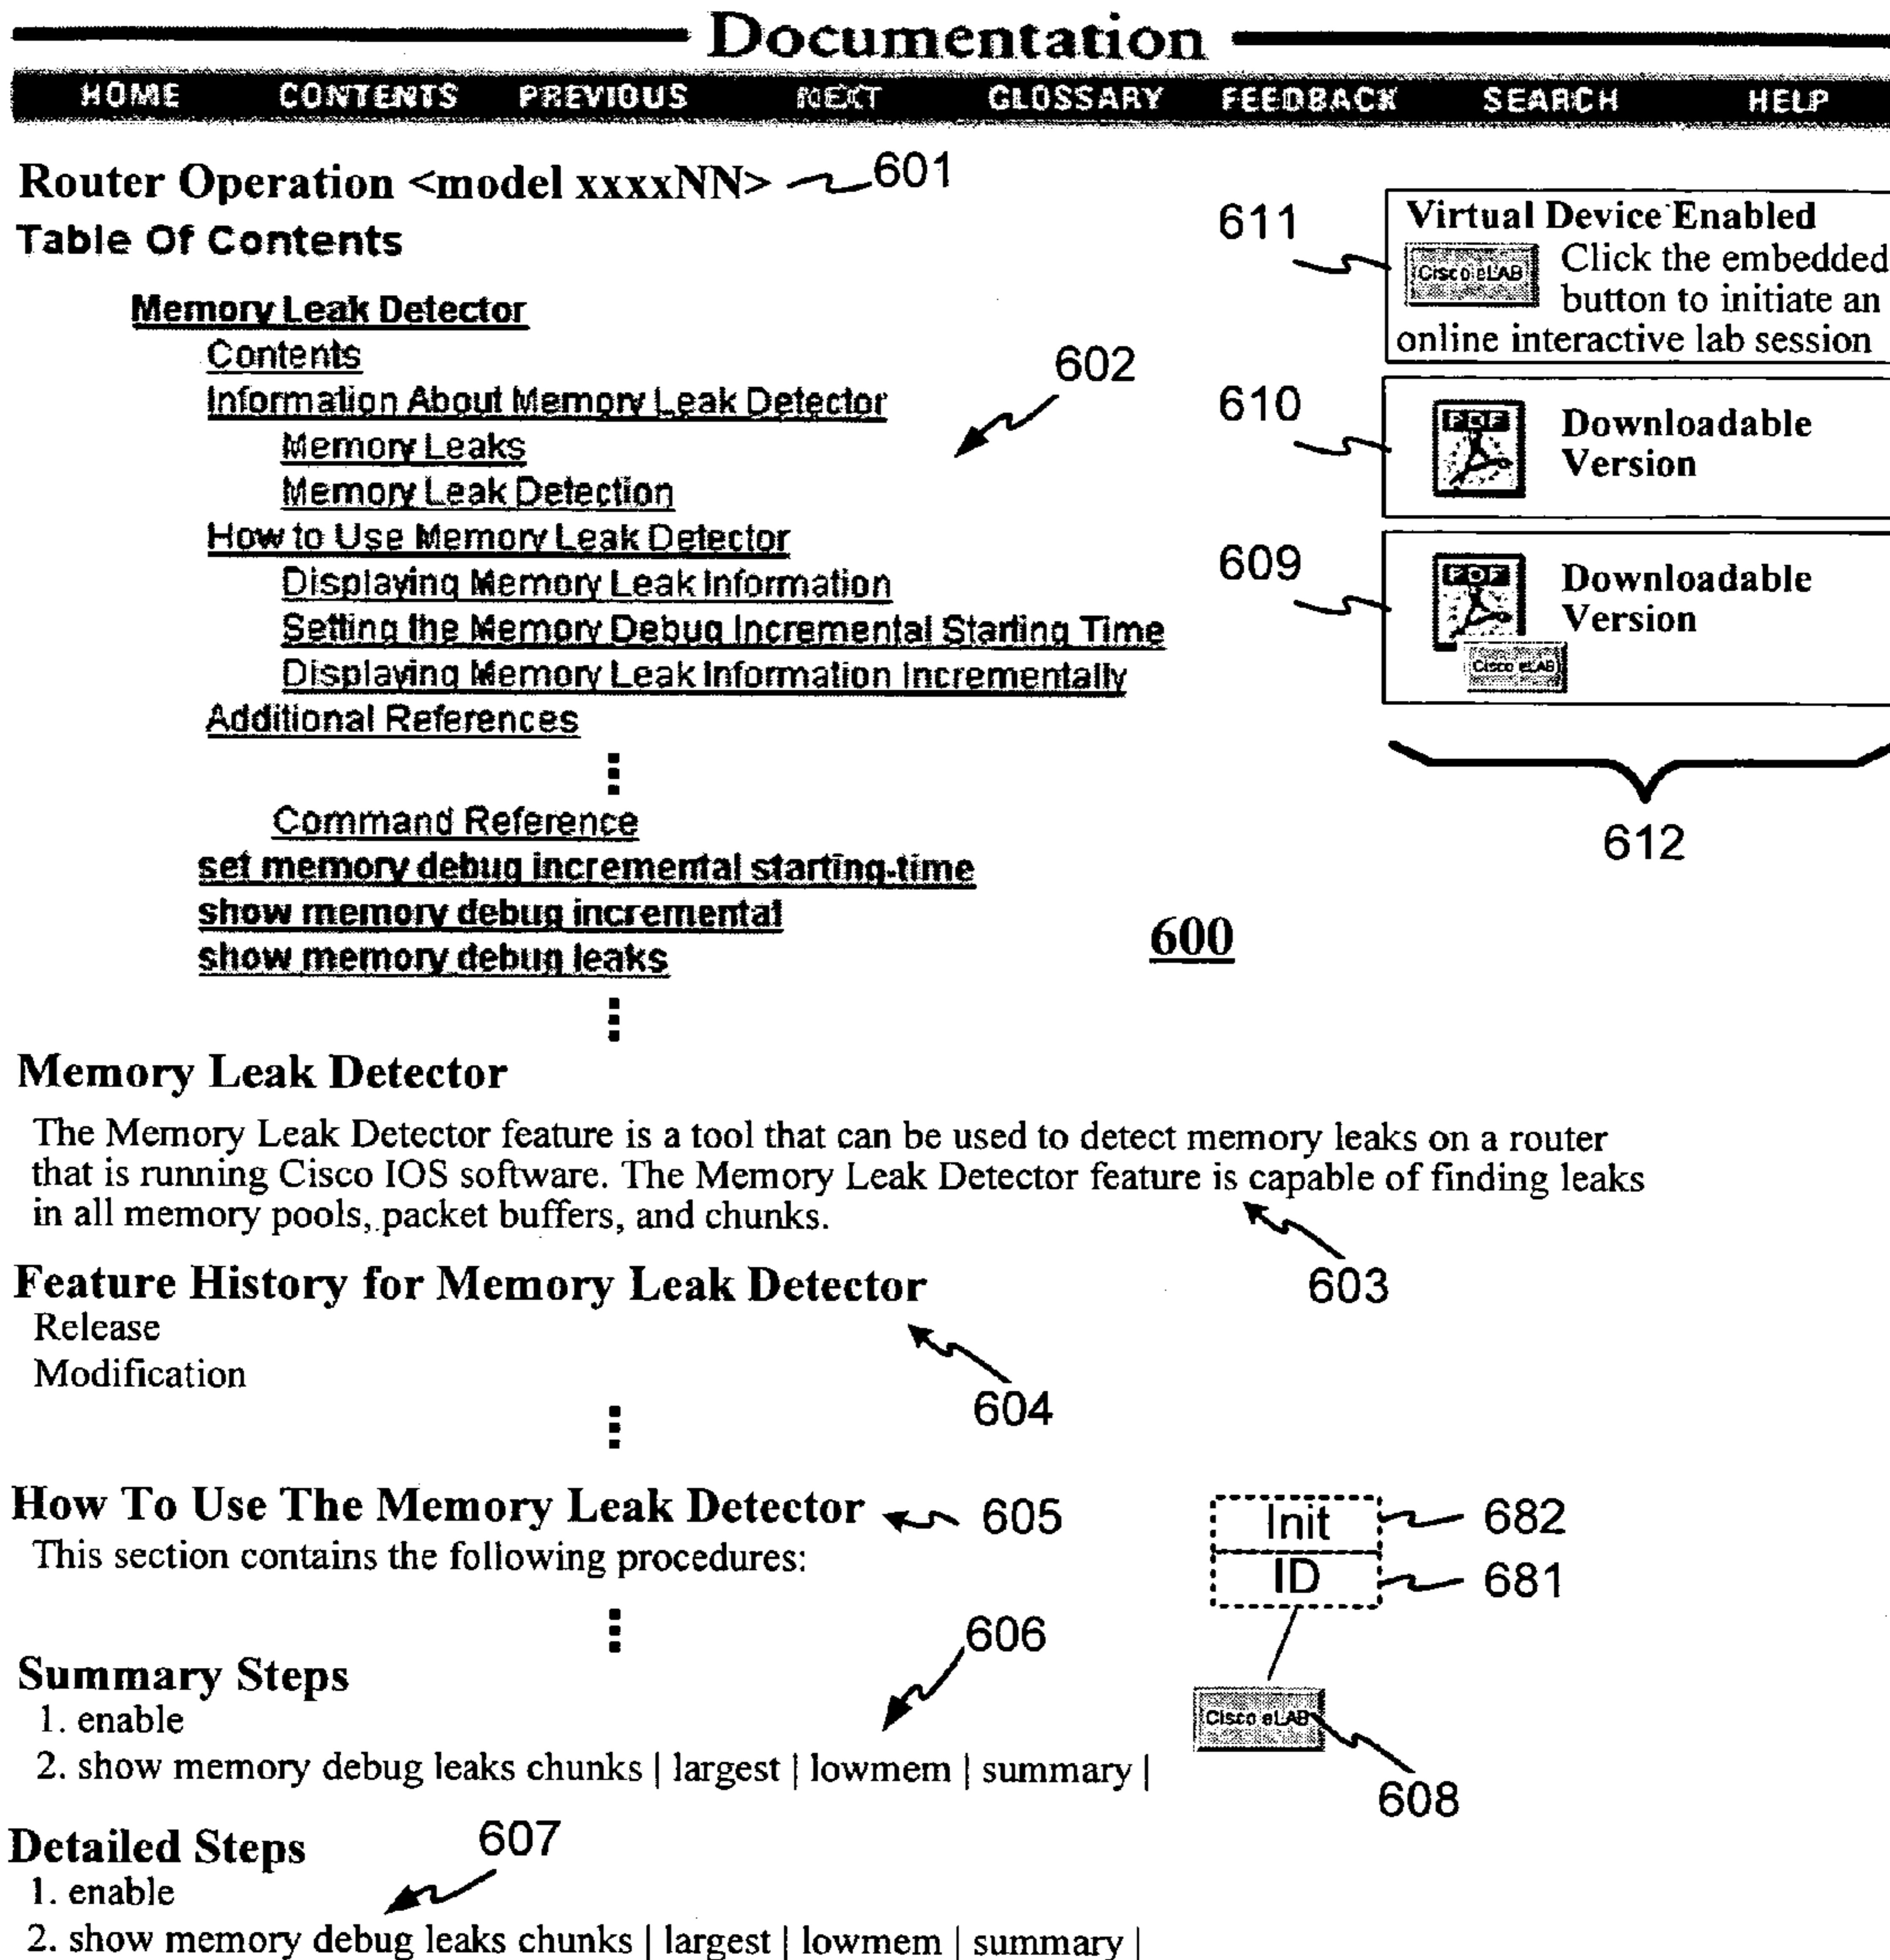 Documentation
HOME CONTENTS PREVIOUS NEXT GLOSSARY FEEDBACK SEARCH HELP
Router Operation <model xxxxNN> 601
Table Of Contents
Memory Leak Detector
Contents
Information About Memory Leak Detector
Memory Leaks
Memory Leak Detection
How to Use Memory Leak Detector
Displaying Memory Leak Information
Setting the Memory Debug Incremental Starting Time
Displaying Memory Leak Information Incrementally
Additional References
602
Command Reference
set memory debug incremental starting-time
show memory debug incremental
show memory debug leaks
611
Virtual Device Enabled
Cisco eLAB Click the embedded
button to initiate an
online interactive lab session
610
PDF Downloadable
Version
609
PDF Downloadable
Version
Cisco eLAB
612
600
Memory Leak Detector
The Memory Leak Detector feature is a tool that can be used to detect memory leaks on a router
that is running Cisco IOS software. The Memory Leak Detector feature is capable of finding leaks
in all memory pools, packet buffers, and chunks.
603
Feature History for Memory Leak Detector
Release
Modification
604
How To Use The Memory Leak Detector 605
This section contains the following procedures:
Init 682
ID 681
606
Summary Steps
1. enable
2. show memory debug leaks chunks | largest | lowmem | summary |
Cisco eLAB
608
Detailed Steps 607
1. enable
2. show memory debug leaks chunks | largest | lowmem | summary |